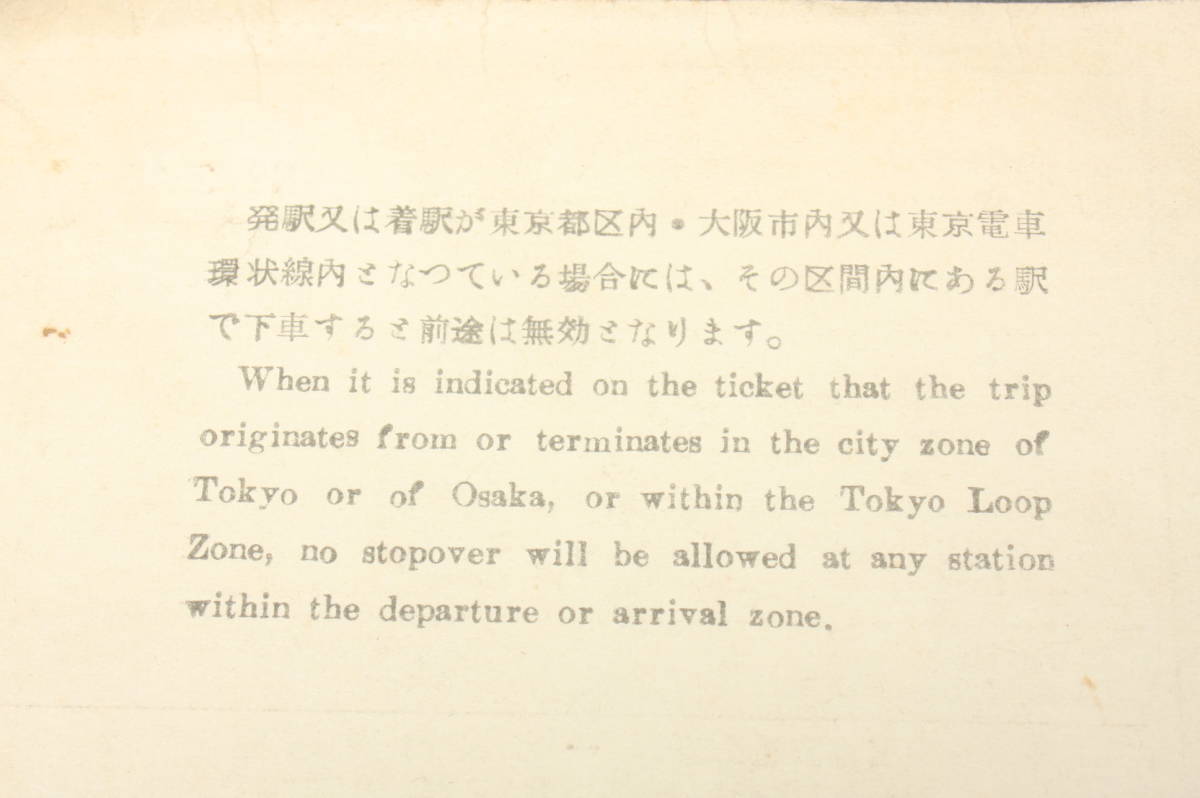 発駅又は着駅が東京都区内・大阪市内又は東京電車
環状線内となつている場合には、その区間内にある駅
で下車すると前途は無効となります。
When it is indicated on the ticket that the trip
originates from or terminates in the city zone of
Tokyo or of Osaka, or within the Tokyo Loop
Zone, no stopover will be allowed at any station
within the departure or arrival zone.